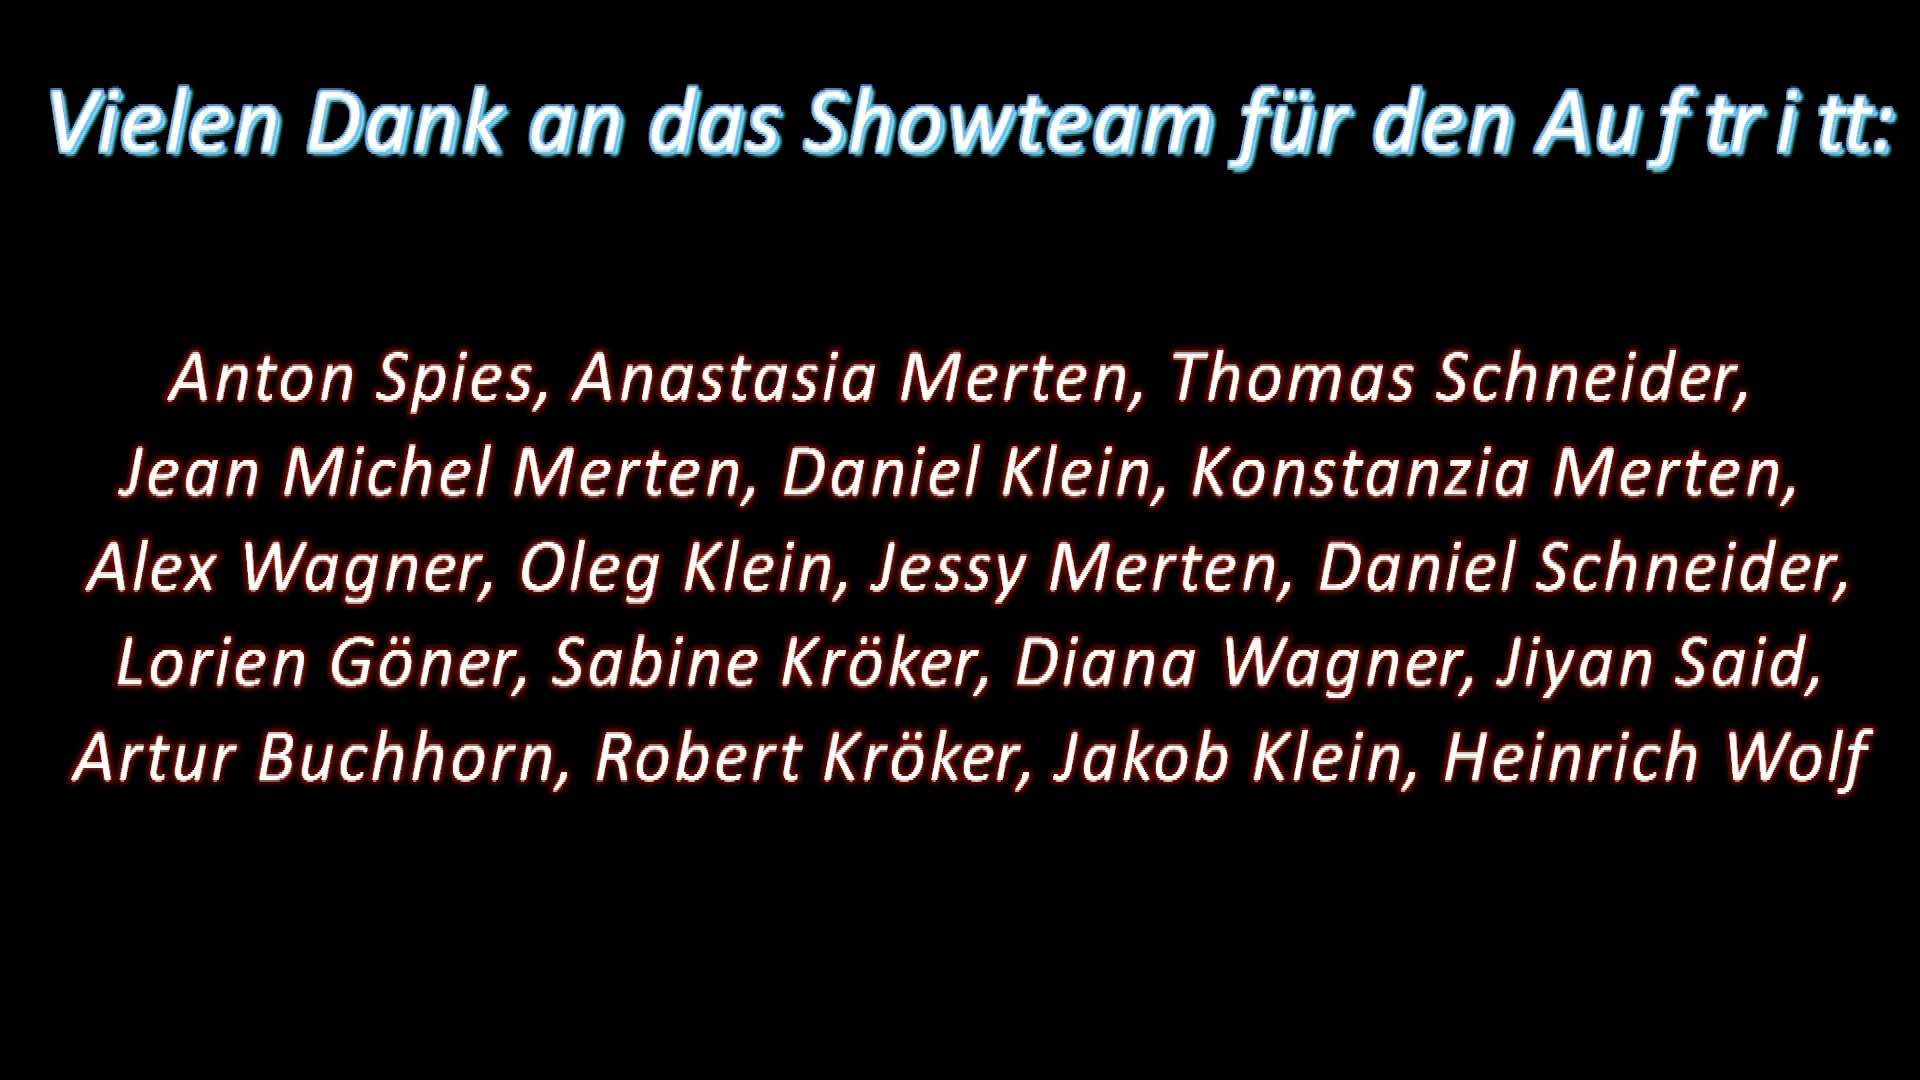 Vielen Dank an das Showteam für den Auftritt:
Anton Spies, Anastasia Merten, Thomas Schneider,
Jean Michel Merten, Daniel Klein, Konstanzia Merten,
Alex Wagner, Oleg Klein, Jessy Merten, Daniel Schneider,
Lorien Göner, Sabine Kröker, Diana Wagner, Jiyan Said,
Artur Buchhorn, Robert Kröker, Jakob Klein, Heinrich Wolf